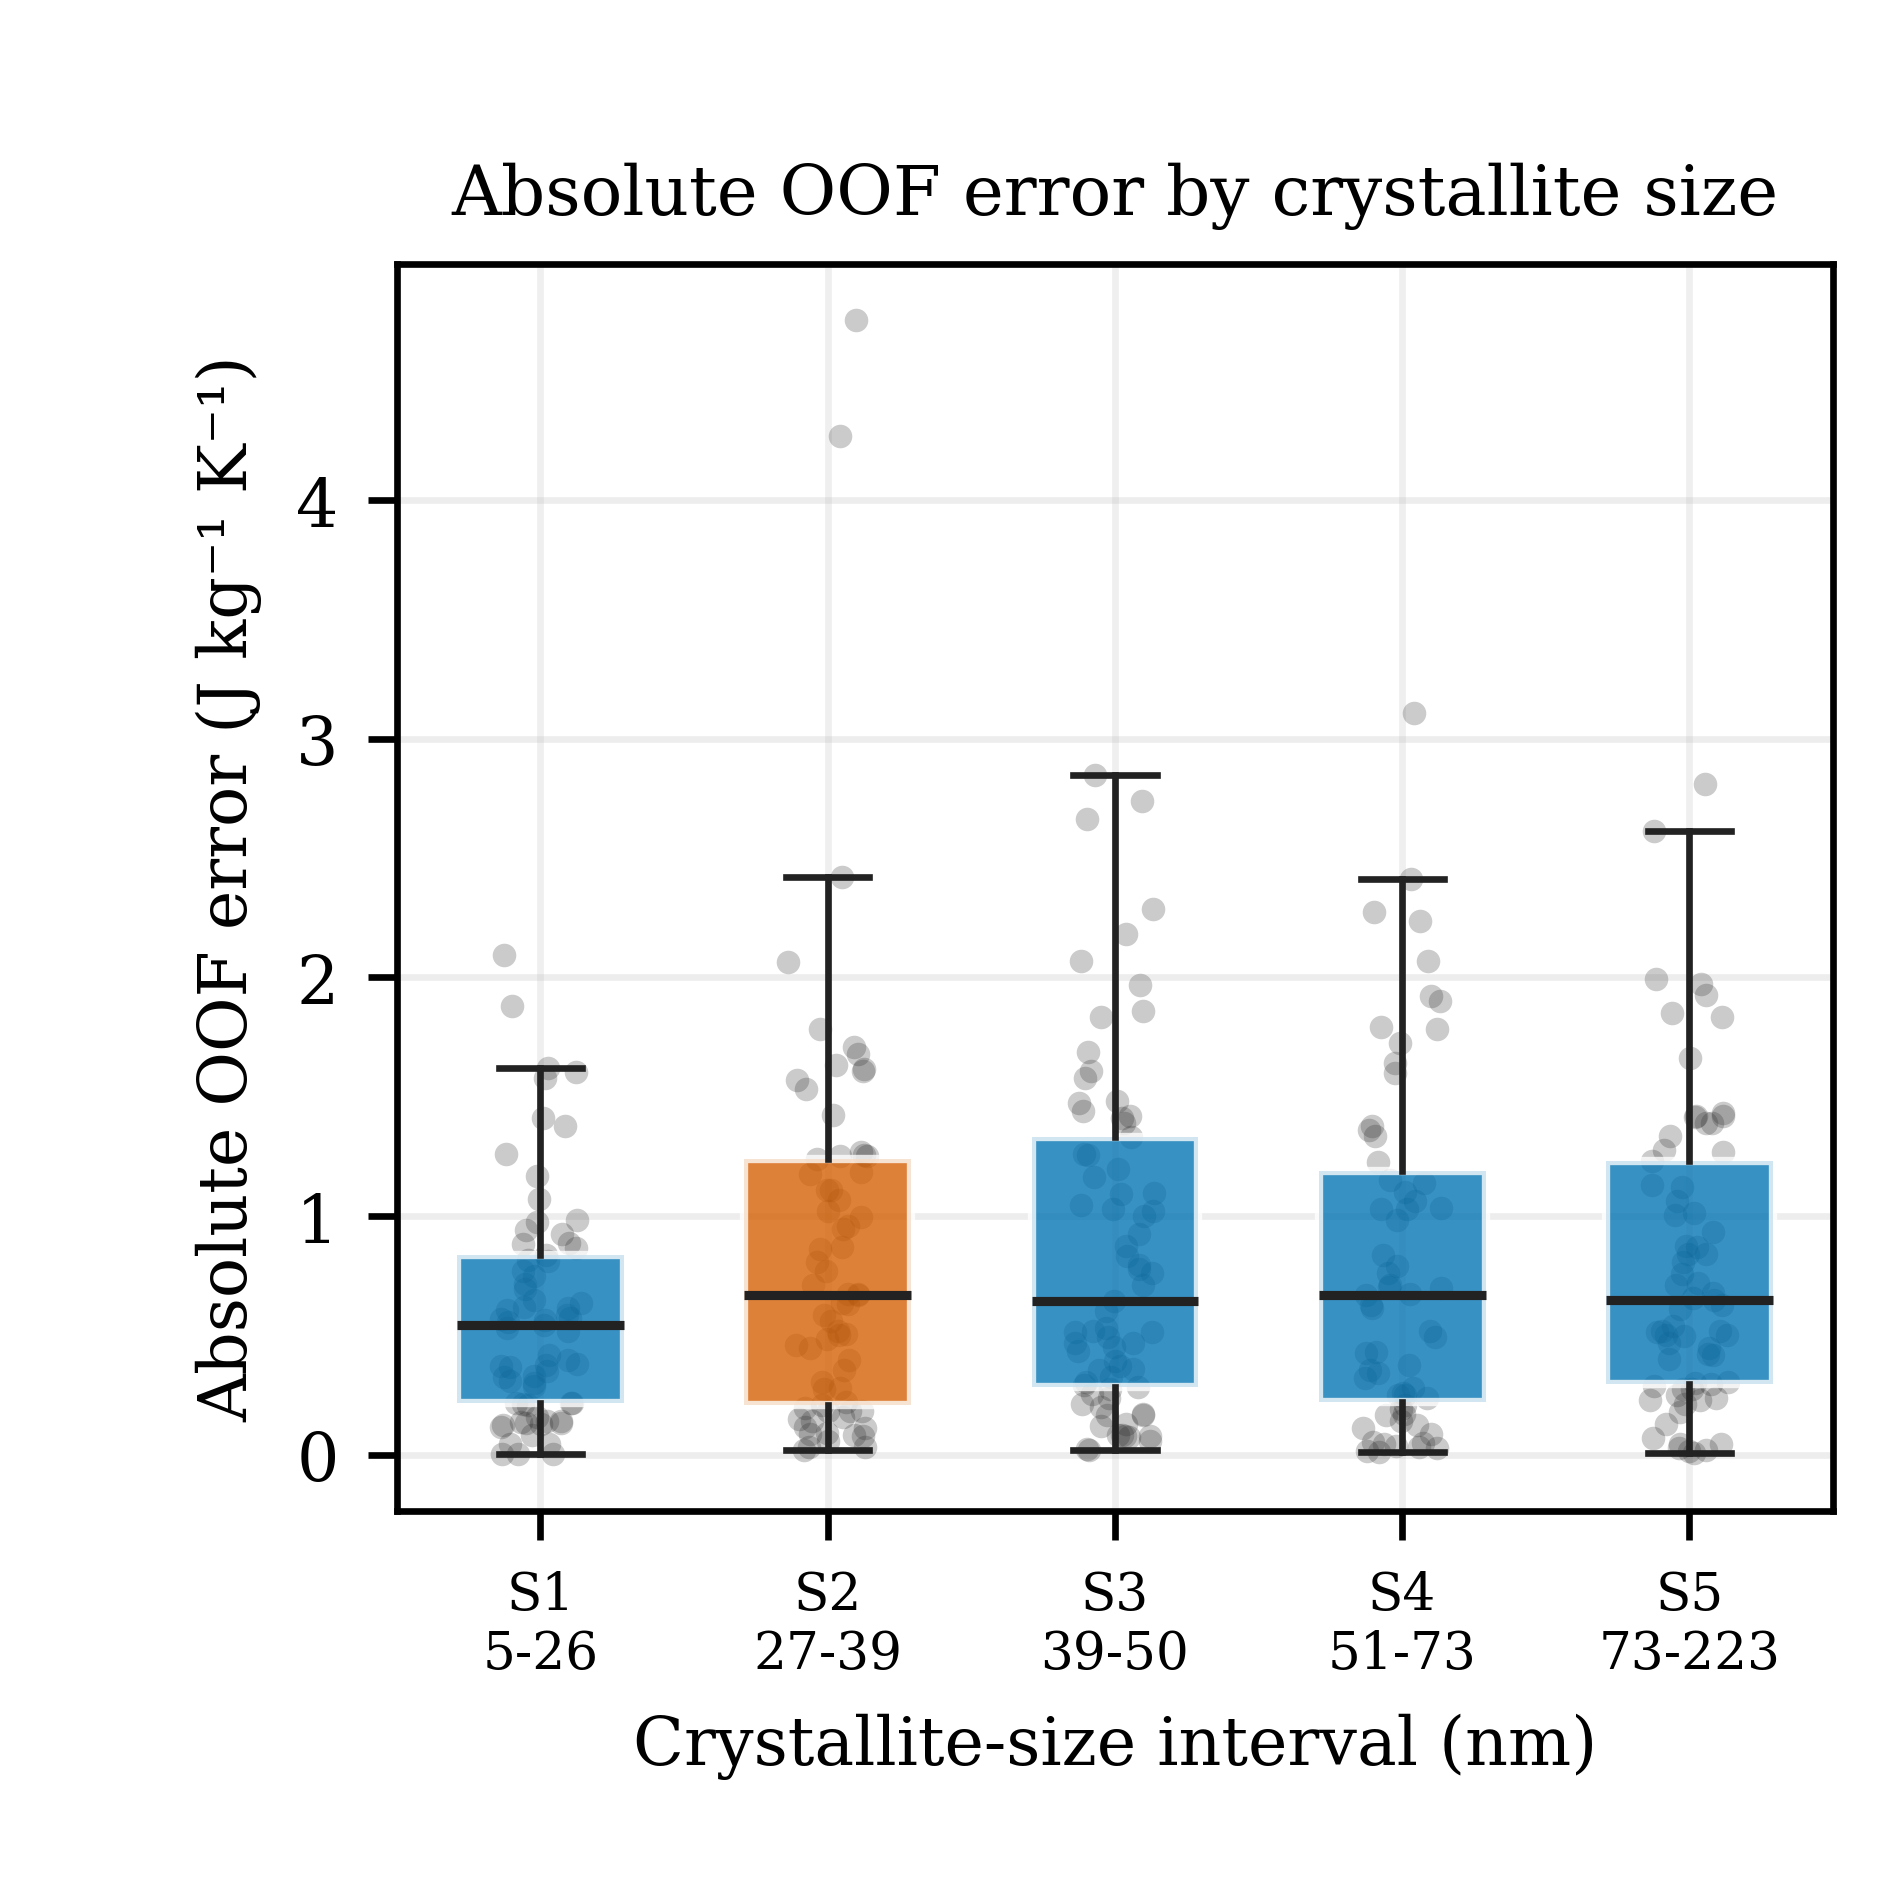 Absolute OOF error by crystallite size
Absolute OOF error (J kg⁻¹ K⁻¹)
4
3
2
1
0
S1 S2 S3 S4 S5
5-26 27-39 39-50 51-73 73-223
Crystallite-size interval (nm)